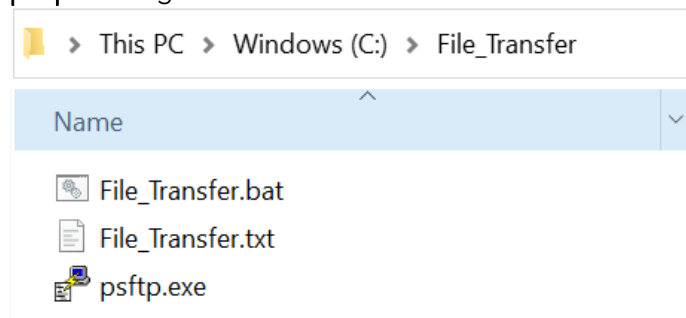 This PC > Windows (C:) > File_Transfer
Name
File_Transfer.bat
File_Transfer.txt
psftp.exe